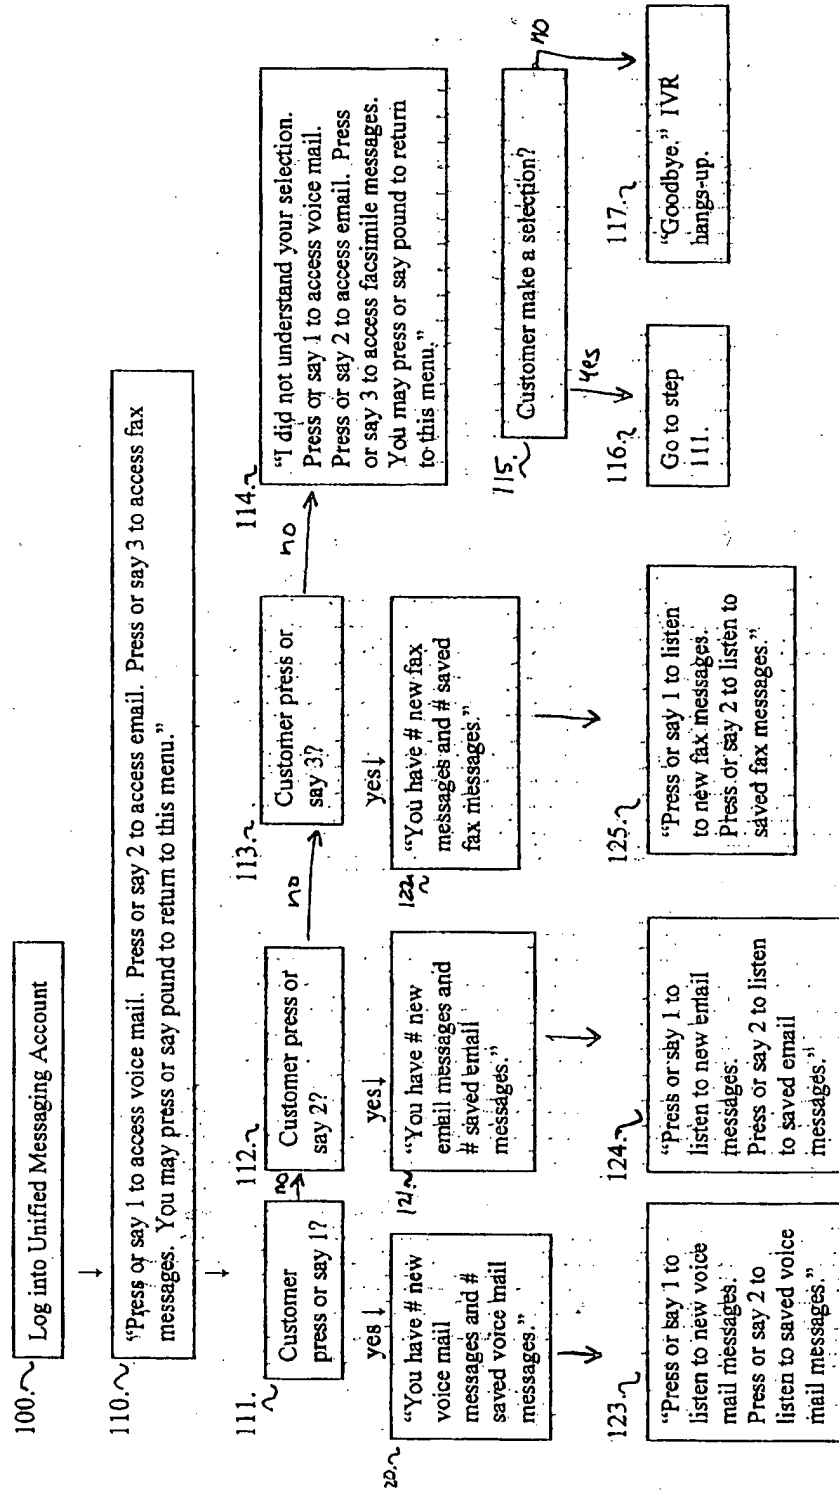 100.
Log into Unified Messaging Account
110.
"Press or say 1 to access voice mail. Press or say 2 to access email. Press or say 3 to access fax
messages. You may press or say pound to return to this menu."
111.
Customer
press or say 1?
no
112.
Customer press or
say 2?
no
113.
Customer press or
say 3?
no
114.
"I did not understand your selection.
Press or say 1 to access voice mail.
Press or say 2 to access email. Press
or say 3 to access facsimile messages.
You may press or say pound to return
to this menu."
yes
20.
"You have # new
voice mail
messages and #
saved voice mail
messages."
yes
121.
"You have # new
email messages and
# saved email
messages."
yes
122
"You have # new fax
messages and # saved
fax messages."
115.
Customer make a selection?
yes
no
123.
"Press or say 1 to
listen to new voice
mail messages.
Press or say 2 to
listen to saved voice
mail messages."
124.
"Press or say 1 to
listen to new email
messages.
Press or say 2 to listen
to saved email
messages."
125.
"Press or say 1 to listen
to new fax messages.
Press or say 2 to listen to
saved fax messages."
116.
Go to step
111.
117.
"Goodbye." IVR
hangs-up.